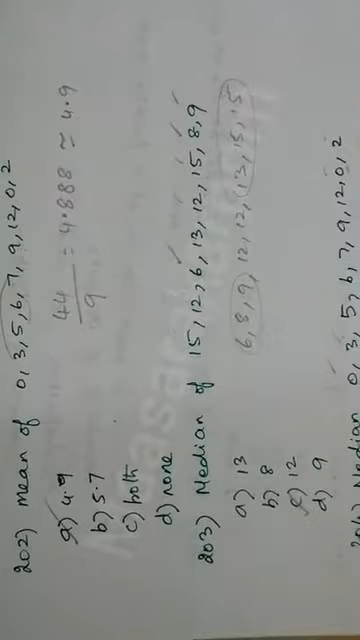 202) mean of 0,3,5,6,7,9,12,0,2
44/9 = 4.888 ≈ 4.9
a) 4.9
b) 5.7
c) both
d) none
203) Median of 15,12,6,13,12,15,8,9
6,8,9,12,12,13,15,15
a) 13
b) 8
c) 12
d) 9
204) Median 0,3,5,6,7,9,12,0,2